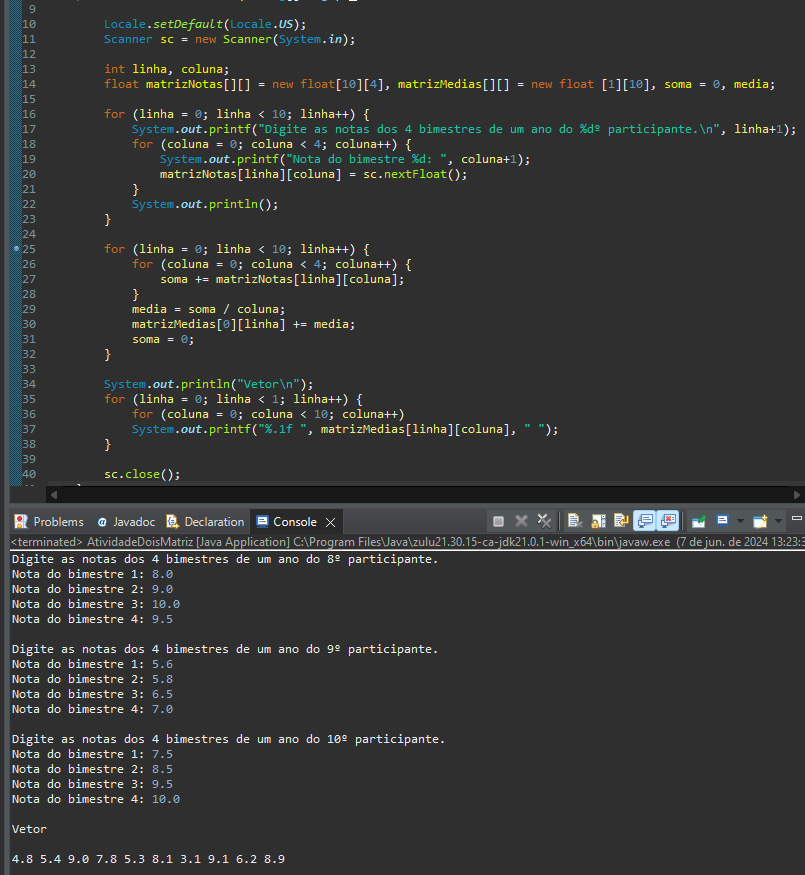 9
10 Locale.setDefault(Locale.US);
11 Scanner sc = new Scanner(System.in);
12
13 int linha, coluna;
14 float matrizNotas[][] = new float[10][4], matrizMedias[][] = new float [1][10], soma = 0, media;
15
16 for (linha = 0; linha < 10; linha++) {
17 System.out.printf("Digite as notas dos 4 bimestres de um ano do %dº participante.\n", linha+1);
18 for (coluna = 0; coluna < 4; coluna++) {
19 System.out.printf("Nota do bimestre %d: ", coluna+1);
20 matrizNotas[linha][coluna] = sc.nextFloat();
21 }
22 System.out.println();
23 }
24
25 for (linha = 0; linha < 10; linha++) {
26 for (coluna = 0; coluna < 4; coluna++) {
27 soma += matrizNotas[linha][coluna];
28 }
29 media = soma / coluna;
30 matrizMedias[0][linha] += media;
31 soma = 0;
32 }
33
34 System.out.println("Vetor\n");
35 for (linha = 0; linha < 1; linha++) {
36 for (coluna = 0; coluna < 10; coluna++)
37 System.out.printf("%.1f ", matrizMedias[linha][coluna], " ");
38 }
39
40 sc.close();
Problems @ Javadoc Declaration Console
<terminated> AtividadeDoisMatriz [Java Application] C:\Program Files\Java\zulu21.30.15-ca-jdk21.0.1-win_x64\bin\javaw.exe (7 de jun. de 2024 13:23:3
Digite as notas dos 4 bimestres de um ano do 8º participante.
Nota do bimestre 1: 8.0
Nota do bimestre 2: 9.0
Nota do bimestre 3: 10.0
Nota do bimestre 4: 9.5
Digite as notas dos 4 bimestres de um ano do 9º participante.
Nota do bimestre 1: 5.6
Nota do bimestre 2: 5.8
Nota do bimestre 3: 6.5
Nota do bimestre 4: 7.0
Digite as notas dos 4 bimestres de um ano do 10º participante.
Nota do bimestre 1: 7.5
Nota do bimestre 2: 8.5
Nota do bimestre 3: 9.5
Nota do bimestre 4: 10.0
Vetor
4.8 5.4 9.0 7.8 5.3 8.1 3.1 9.1 6.2 8.9